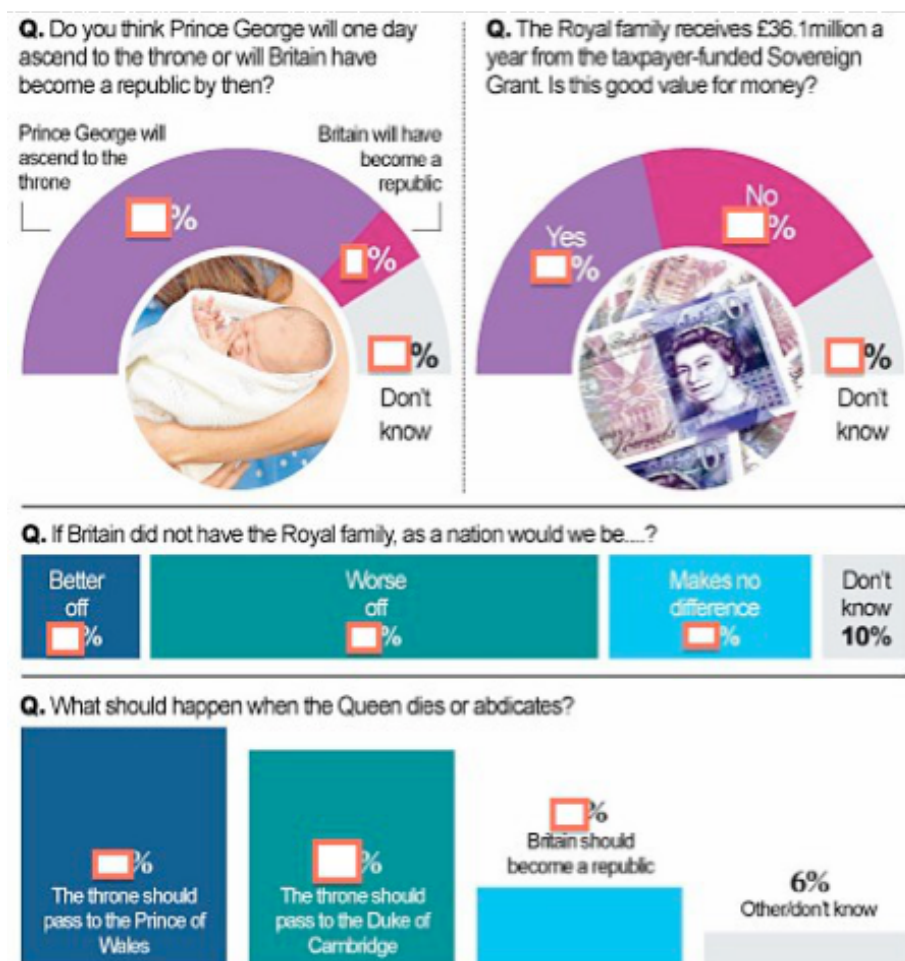 Q. Do you think Prince George will one day
ascend to the throne or will Britain have
become a republic by then?
Prince George will
ascend to the
throne
Britain will have
become a
republic
%
%
%
Don't
know
Q. The Royal family receives £36.1million a
year from the taxpayer-funded Sovereign
Grant. Is this good value for money?
Yes
%
No
%
%
Don't
know
Q. If Britain did not have the Royal family, as a nation would we be....?
Better
off
%
Worse
off
%
Makes no
difference
%
Don't
know
10%
Q. What should happen when the Queen dies or abdicates?
%
The throne should
pass to the Prince of
Wales
%
The throne should
pass to the Duke of
Cambridge
%
Britain should
become a republic
6%
Other/don't know